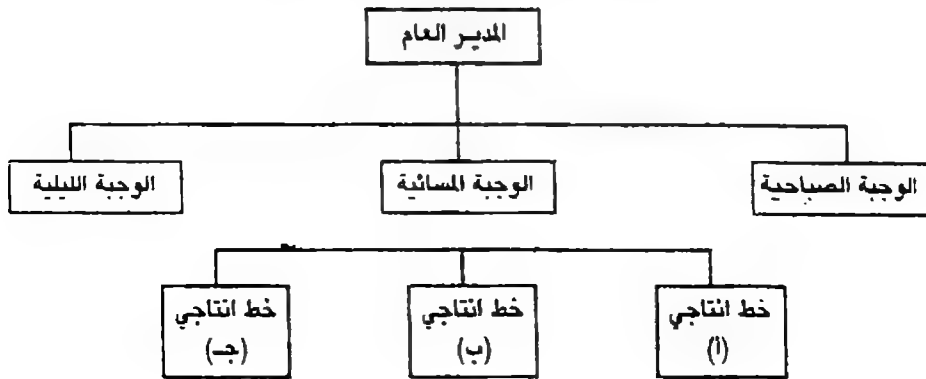 المدير العام
الوجبة الصباحية
الوجبة المسائية
الوجبة الليلية
خط انتاجي
(أ)
خط انتاجي
(ب)
خط انتاجي
(جـ)